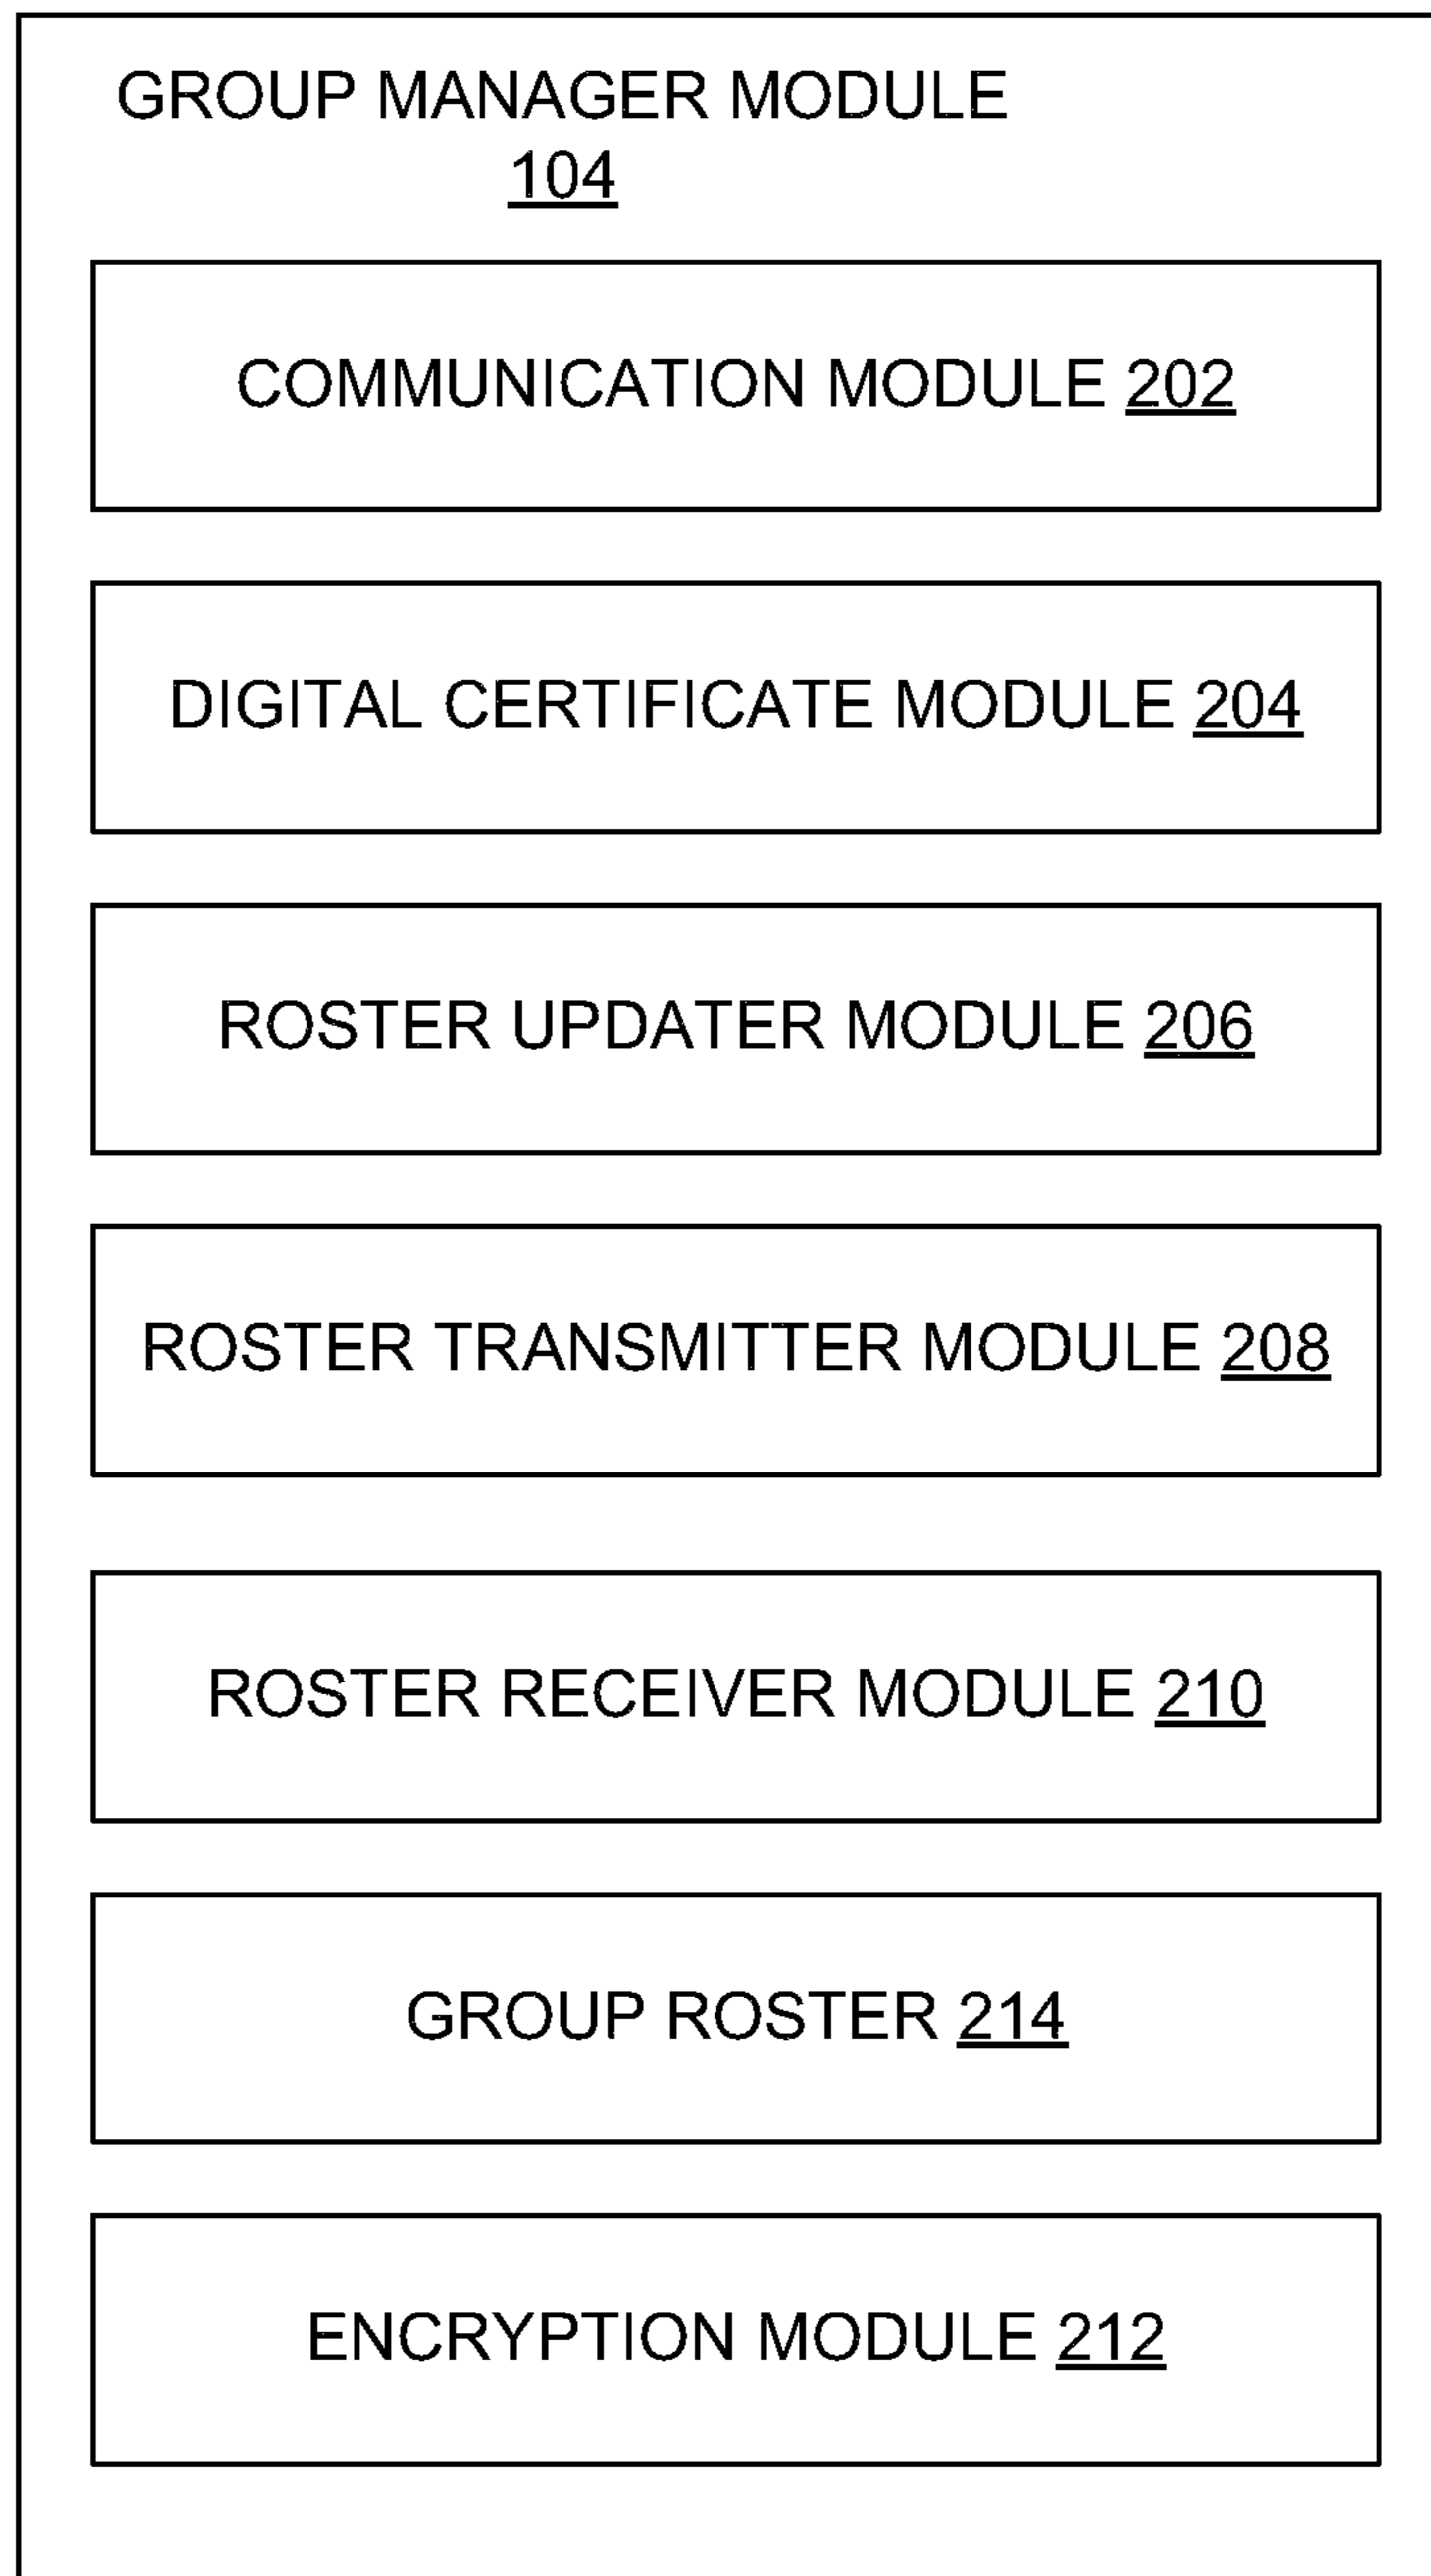 GROUP MANAGER MODULE
104
COMMUNICATION MODULE 202
DIGITAL CERTIFICATE MODULE 204
ROSTER UPDATER MODULE 206
ROSTER TRANSMITTER MODULE 208
ROSTER RECEIVER MODULE 210
GROUP ROSTER 214
ENCRYPTION MODULE 212